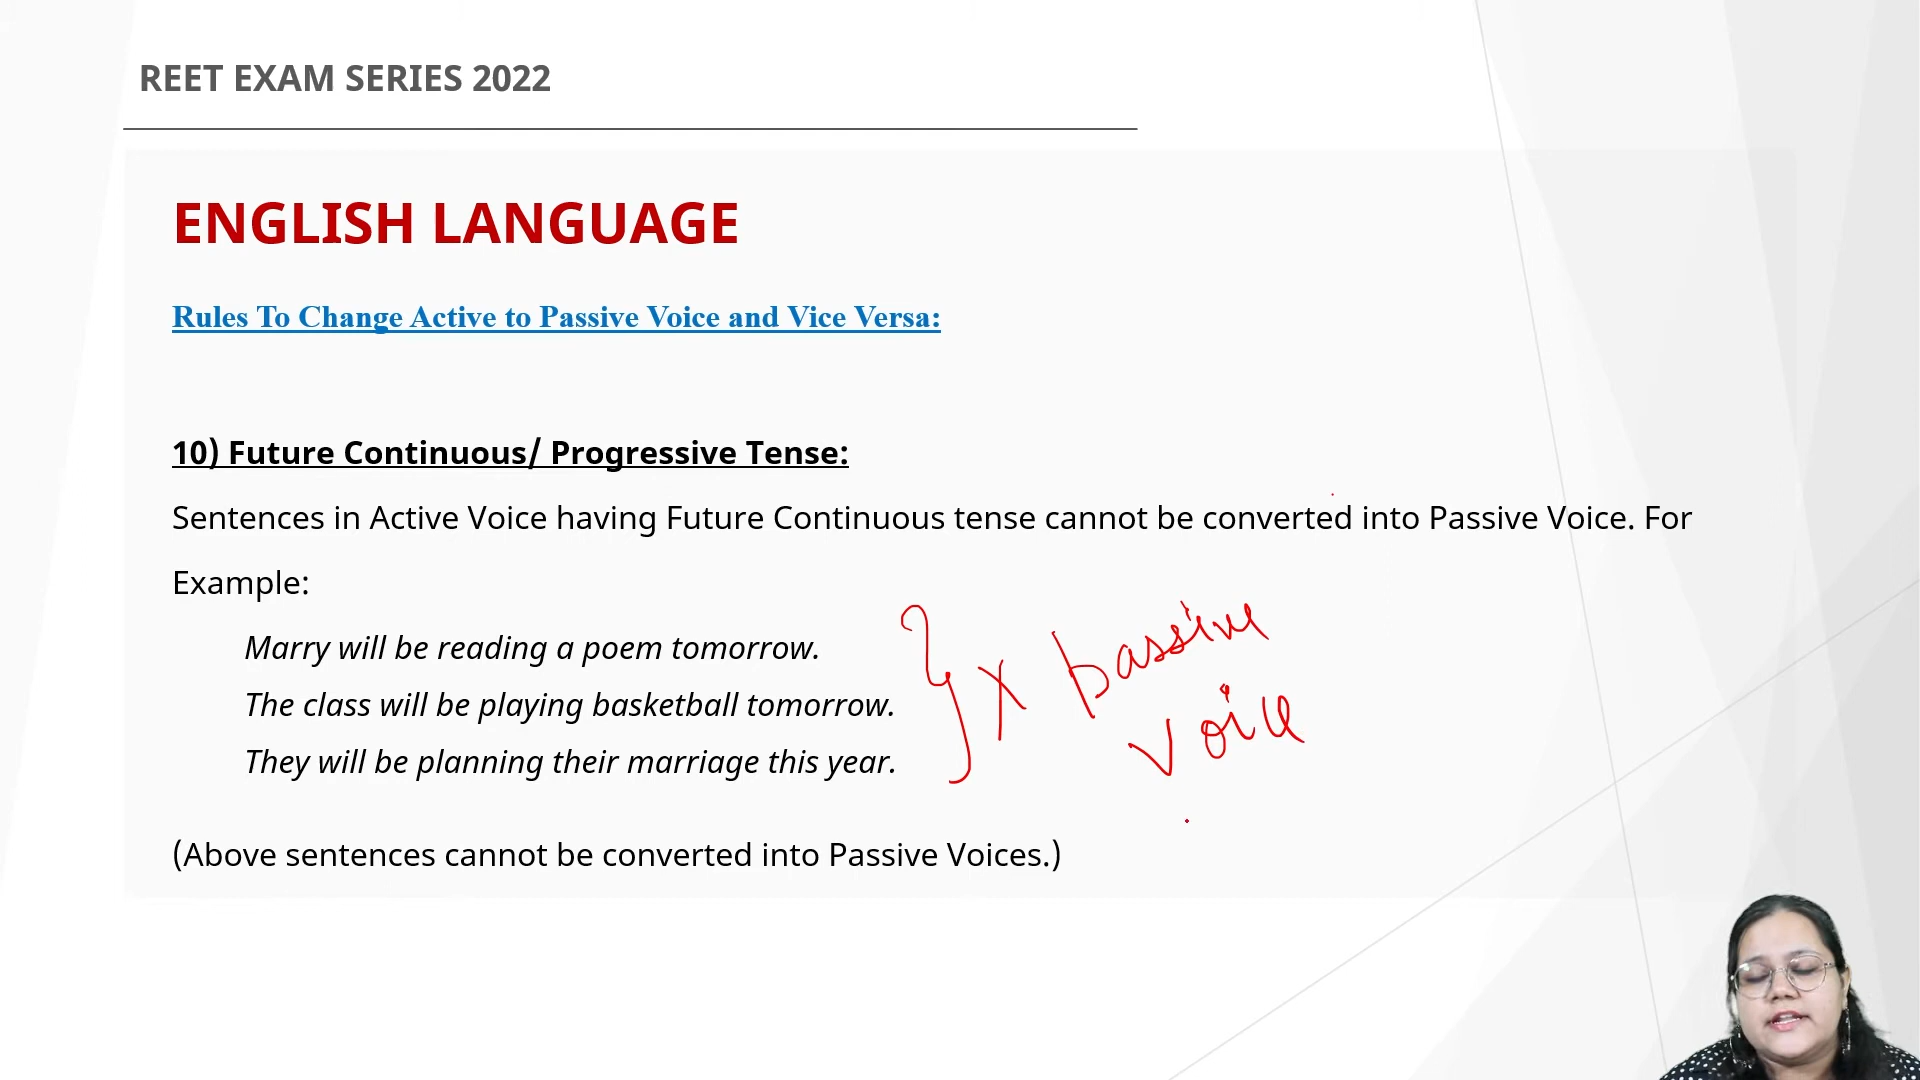 REET EXAM SERIES 2022
ENGLISH LANGUAGE
Rules To Change Active to Passive Voice and Vice Versa:
10) Future Continuous/ Progressive Tense:
Sentences in Active Voice having Future Continuous tense cannot be converted into Passive Voice. For
Example:
Marry will be reading a poem tomorrow.
The class will be playing basketball tomorrow.
They will be planning their marriage this year.
} X passive
voice
(Above sentences cannot be converted into Passive Voices.)